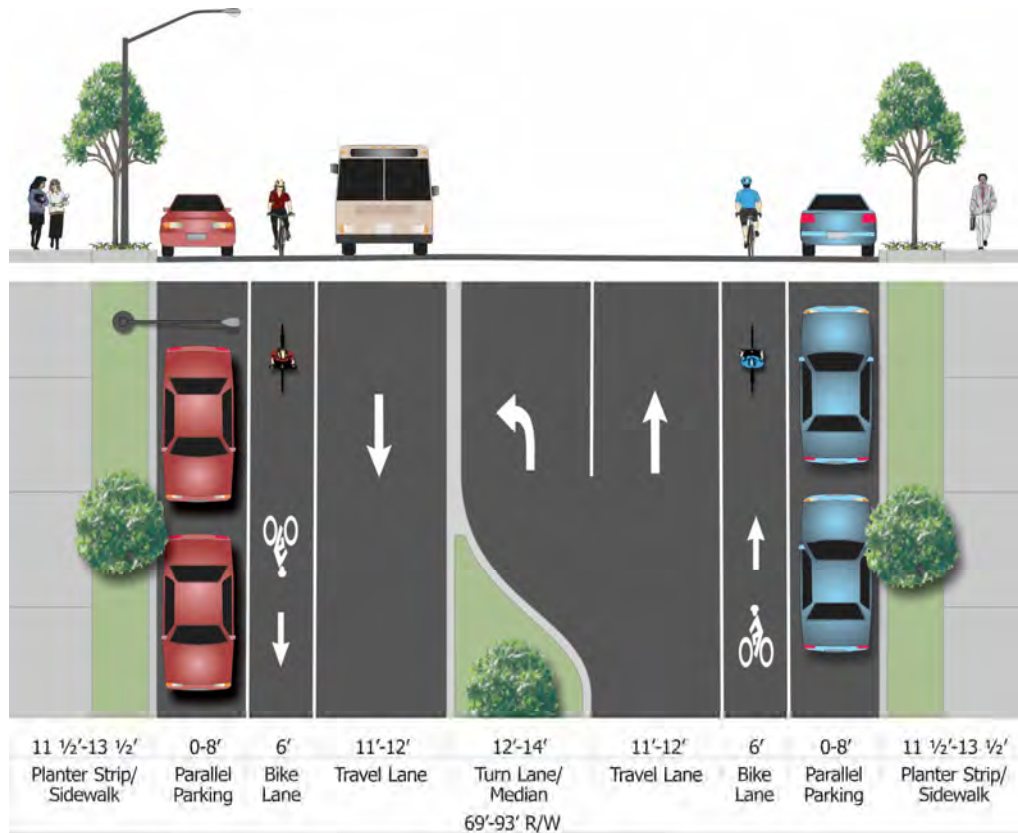 11 ½'-13 ½' 0-8' 6' 11'-12' 12'-14' 11'-12' 6' 0-8' 11 ½'-13 ½'
Planter Strip/ Parallel Bike Travel Lane Turn Lane/ Travel Lane Bike Parallel Planter Strip/
Sidewalk Parking Lane Median Lane Parking Sidewalk
69'-93' R/W